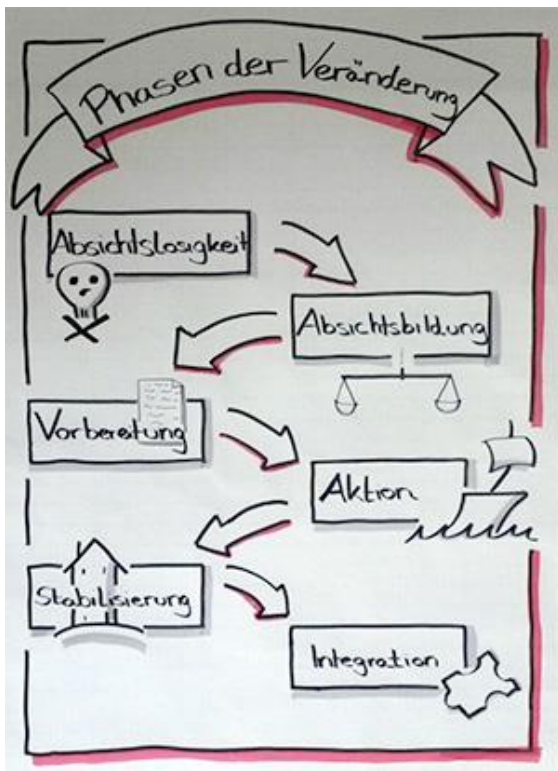 Phasen der Veränderung
Absichtslosigkeit
Absichtsbildung
Vorbereitung
Aktion
Stabilisierung
Integration